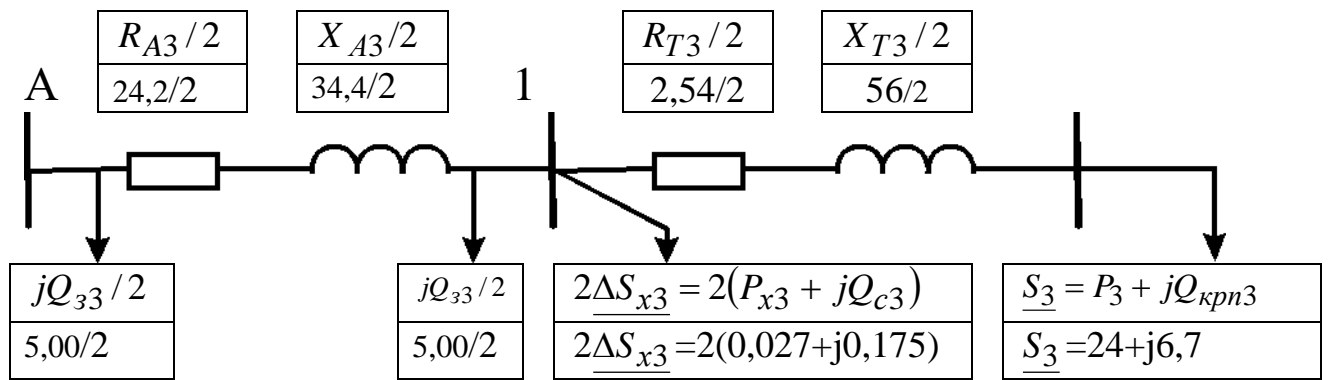 R_A3 / 2
X_A3/2
R_T3 / 2
X_T3 / 2
A
24,2/2
34,4/2
1
2,54/2
56/2
jQ_з3 / 2
jQ_з3 / 2
2ΔS_x3 = 2(P_x3 + jQ_c3)
S_3 = P_3 + jQ_крп3
5,00/2
5,00/2
2ΔS_x3 =2(0,027+j0,175)
S_3 =24+j6,7